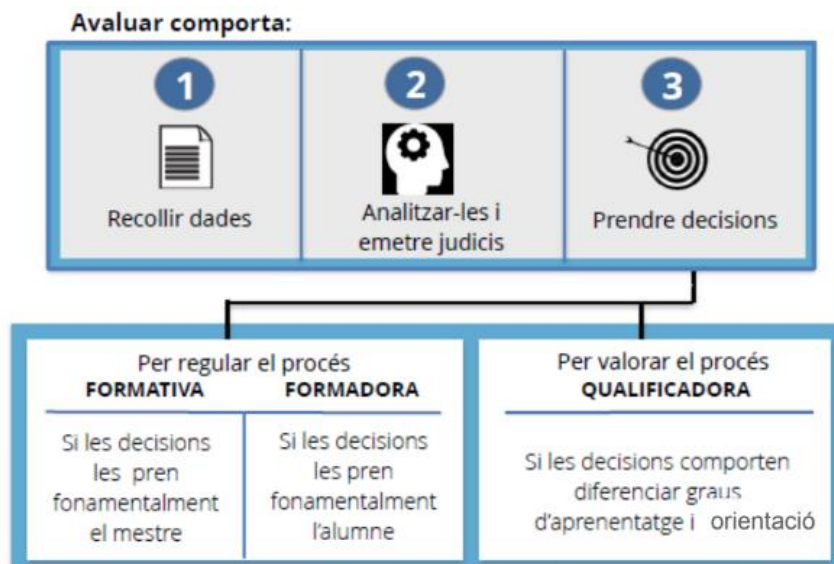 Avaluar comporta:
1
2
3
Recollir dades
Analitzar-les i
emetre judicis
Prendre decisions
Per regular el procés
FORMATIVA
FORMADORA
Si les decisions
les pren
fonamentalment
el mestre
Si les decisions
les pren
fonamentalment
l'alumne
Per valorar el procés
QUALIFICADORA
Si les decisions comporten
diferenciar graus
d'aprenentatge i orientació